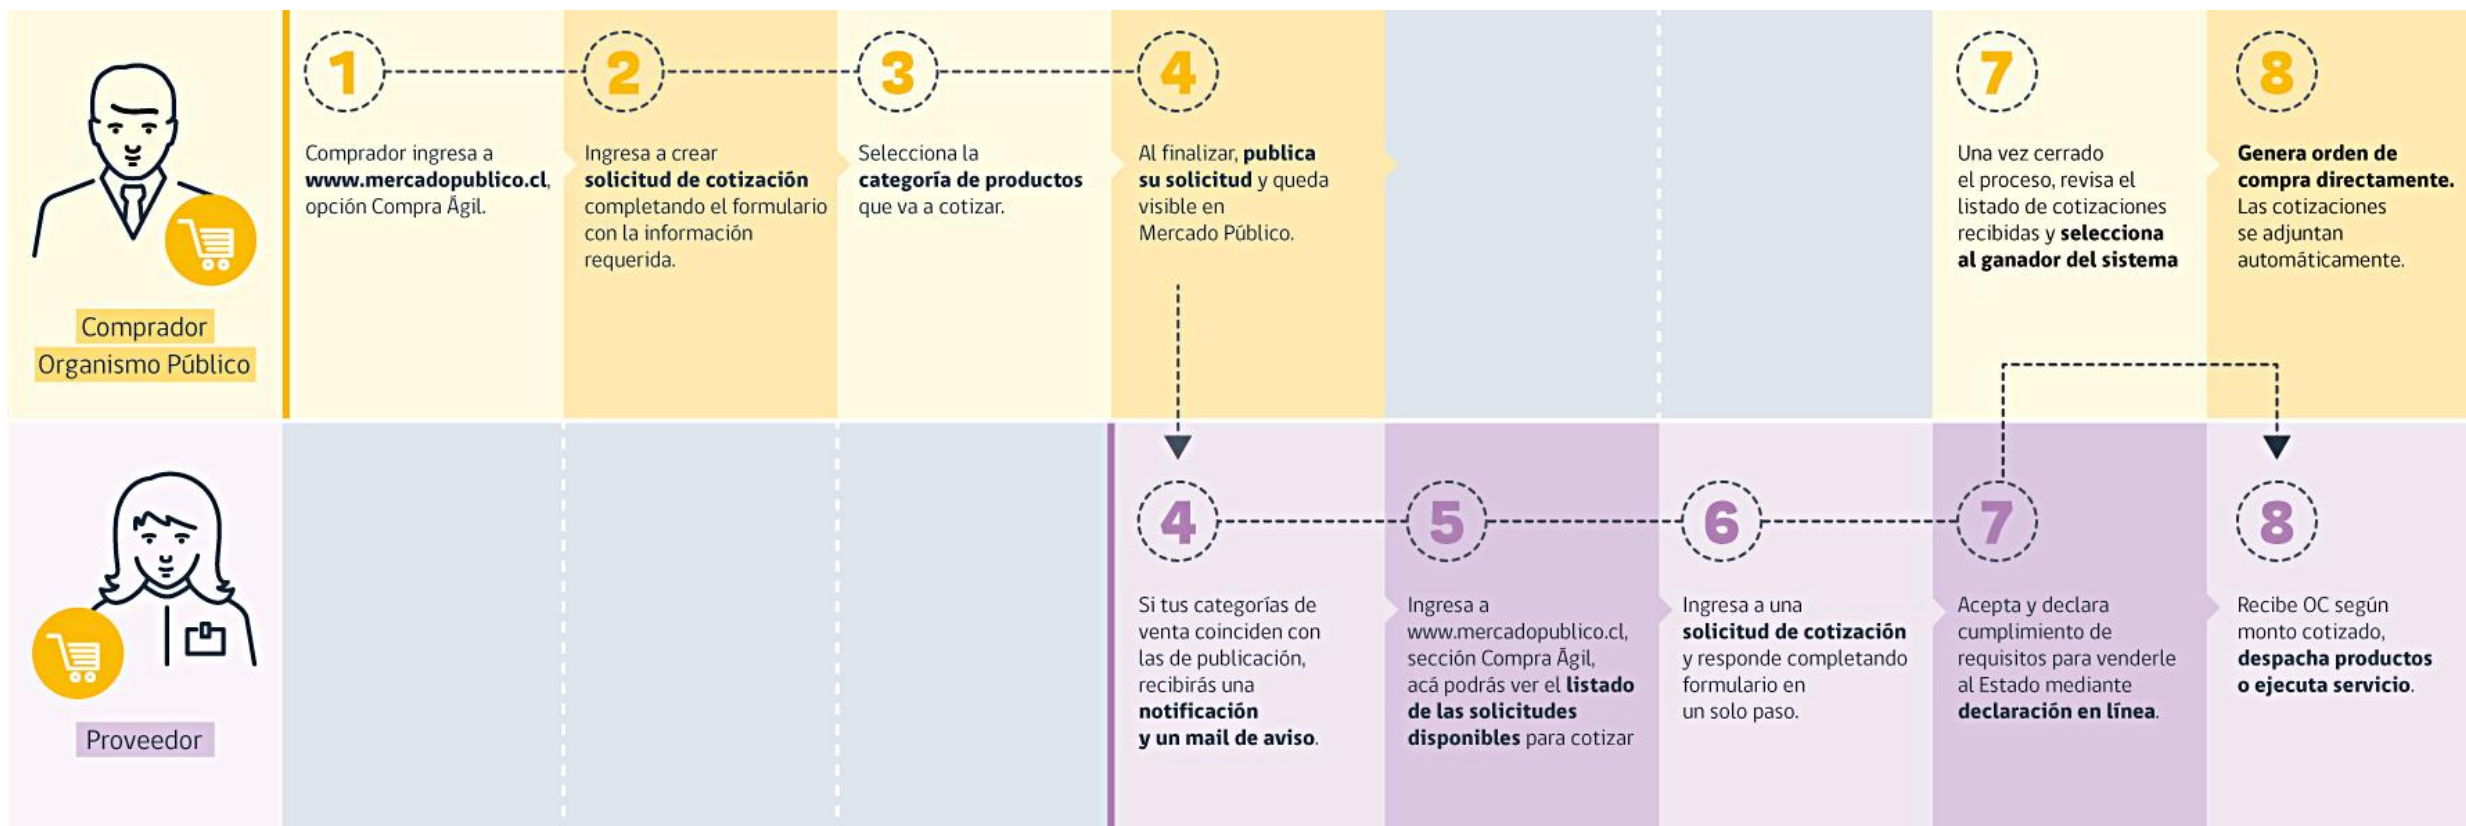 1
Comprador ingresa a
www.mercadopublico.cl,
opción Compra Ágil.
2
Ingresa a crear
solicitud de cotización
completando el formulario
con la información
requerida.
3
Selecciona la
categoría de productos
que va a cotizar.
4
Al finalizar, publica
su solicitud y queda
visible en
Mercado Público.
7
Una vez cerrado
el proceso, revisa el
listado de cotizaciones
recibidas y selecciona
al ganador del sistema
8
Genera orden de
compra directamente.
Las cotizaciones
se adjuntan
automáticamente.
Comprador
Organismo Público
4
Si tus categorías de
venta coinciden con
las de publicación,
recibirás una
notificación
y un mail de aviso.
5
Ingresa a
www.mercadopublico.cl,
sección Compra Ãgil,
acá podrás ver el listado
de las solicitudes
disponibles para cotizar
6
Ingresa a una
solicitud de cotización
y responde completando
formulario en
un solo paso.
7
Acepta y declara
cumplimiento de
requisitos para venderle
al Estado mediante
declaración en línea.
8
Recibe OC según
monto cotizado,
despacha productos
o ejecuta servicio.
Proveedor